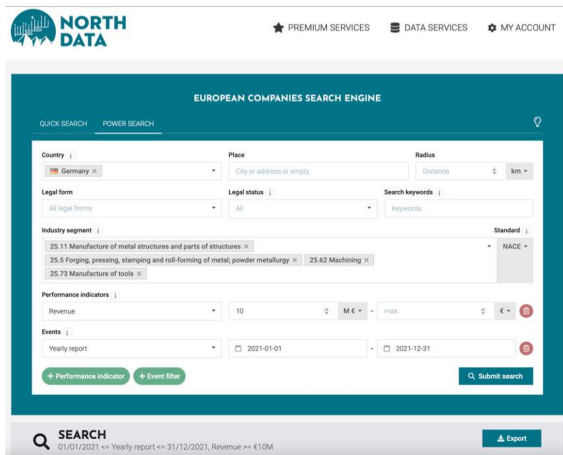 NORTH
DATA
PREMIUM SERVICES DATA SERVICES MY ACCOUNT
EUROPEAN COMPANIES SEARCH ENGINE
QUICK SEARCH POWER SEARCH
Country i Place Radius
Germany × City or address or empty Distance km
Legal form Legal status i Search keywords i
All legal forms All Keywords
Industry segment i Standard i
25.11 Manufacture of metal structures and parts of structures × NACE
25.5 Forging, pressing, stamping and roll-forming of metal; powder metallurgy × 25.62 Machining ×
25.73 Manufacture of tools ×
Performance indicators i
Revenue 10 M € - max €
Events i
Yearly report 2021-01-01 - 2021-12-31
+ Performance indicator + Event filter Submit search
SEARCH
01/01/2021 <= Yearly report <= 31/12/2021, Revenue >= €10M
Export